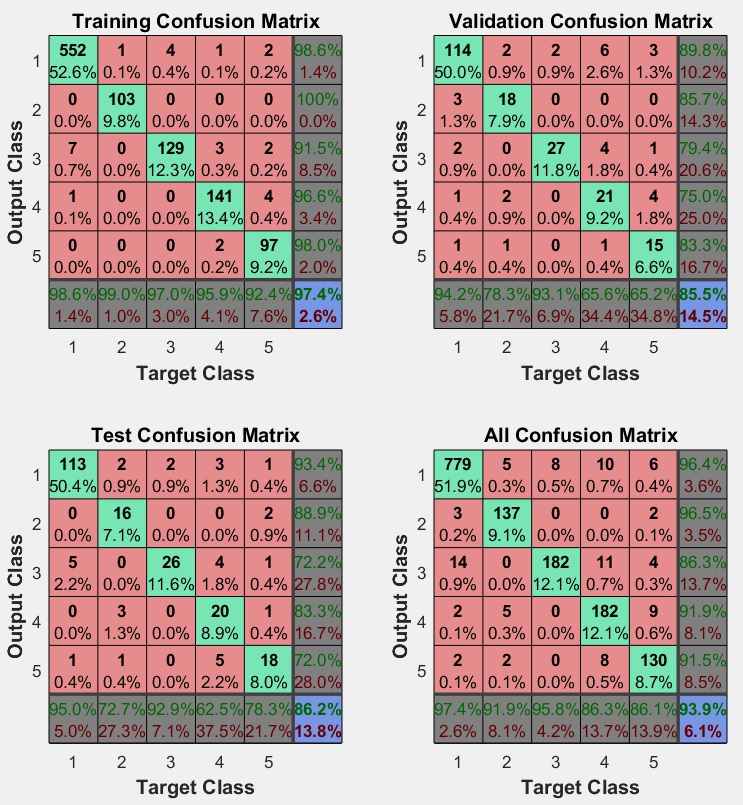 Training Confusion Matrix
552 1 4 1 2 98.6%
1
52.6% 0.1% 0.4% 0.1% 0.2% 1.4%
0 103 0 0 0 100%
2
0.0% 9.8% 0.0% 0.0% 0.0% 0.0%
7 0 129 3 2 91.5%
3
0.7% 0.0% 12.3% 0.3% 0.2% 8.5%
1 0 0 141 4 96.6%
4
0.1% 0.0% 0.0% 13.4% 0.4% 3.4%
0 0 0 2 97 98.0%
5
0.0% 0.0% 0.0% 0.2% 9.2% 2.0%
98.6% 99.0% 97.0% 95.9% 92.4% 97.4%
1.4% 1.0% 3.0% 4.1% 7.6% 2.6%
1 2 3 4 5
Target Class
Output Class
Validation Confusion Matrix
114 2 2 6 3 89.8%
1
50.0% 0.9% 0.9% 2.6% 1.3% 10.2%
3 18 0 0 0 85.7%
2
1.3% 7.9% 0.0% 0.0% 0.0% 14.3%
2 0 27 4 1 79.4%
3
0.9% 0.0% 11.8% 1.8% 0.4% 20.6%
1 2 0 21 4 75.0%
4
0.4% 0.9% 0.0% 9.2% 1.8% 25.0%
1 1 0 1 15 83.3%
5
0.4% 0.4% 0.0% 0.4% 6.6% 16.7%
94.2% 78.3% 93.1% 65.6% 65.2% 85.5%
5.8% 21.7% 6.9% 34.4% 34.8% 14.5%
1 2 3 4 5
Target Class
Output Class
Test Confusion Matrix
113 2 2 3 1 93.4%
1
50.4% 0.9% 0.9% 1.3% 0.4% 6.6%
0 16 0 0 2 88.9%
2
0.0% 7.1% 0.0% 0.0% 0.9% 11.1%
5 0 26 4 1 72.2%
3
2.2% 0.0% 11.6% 1.8% 0.4% 27.8%
0 3 0 20 1 83.3%
4
0.0% 1.3% 0.0% 8.9% 0.4% 16.7%
1 1 0 5 18 72.0%
5
0.4% 0.4% 0.0% 2.2% 8.0% 28.0%
95.0% 72.7% 92.9% 62.5% 78.3% 86.2%
5.0% 27.3% 7.1% 37.5% 21.7% 13.8%
1 2 3 4 5
Target Class
Output Class
All Confusion Matrix
779 5 8 10 6 96.4%
1
51.9% 0.3% 0.5% 0.7% 0.4% 3.6%
3 137 0 0 2 96.5%
2
0.2% 9.1% 0.0% 0.0% 0.1% 3.5%
14 0 182 11 4 86.3%
3
0.9% 0.0% 12.1% 0.7% 0.3% 13.7%
2 5 0 182 9 91.9%
4
0.1% 0.3% 0.0% 12.1% 0.6% 8.1%
2 2 0 8 130 91.5%
5
0.1% 0.1% 0.0% 0.5% 8.7% 8.5%
97.4% 91.9% 95.8% 86.3% 86.1% 93.9%
2.6% 8.1% 4.2% 13.7% 13.9% 6.1%
1 2 3 4 5
Target Class
Output Class